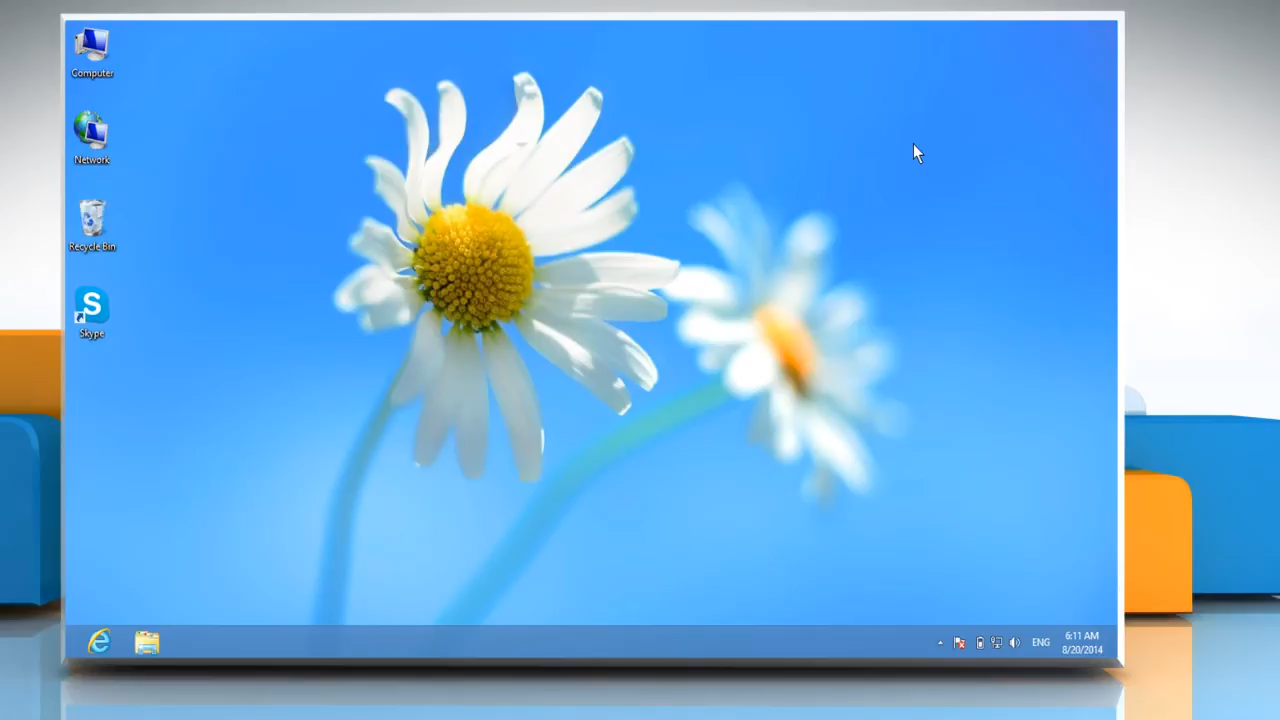 Computer
Network
Recycle Bin
S
Skype
ENG
6:11 AM
8/20/2014